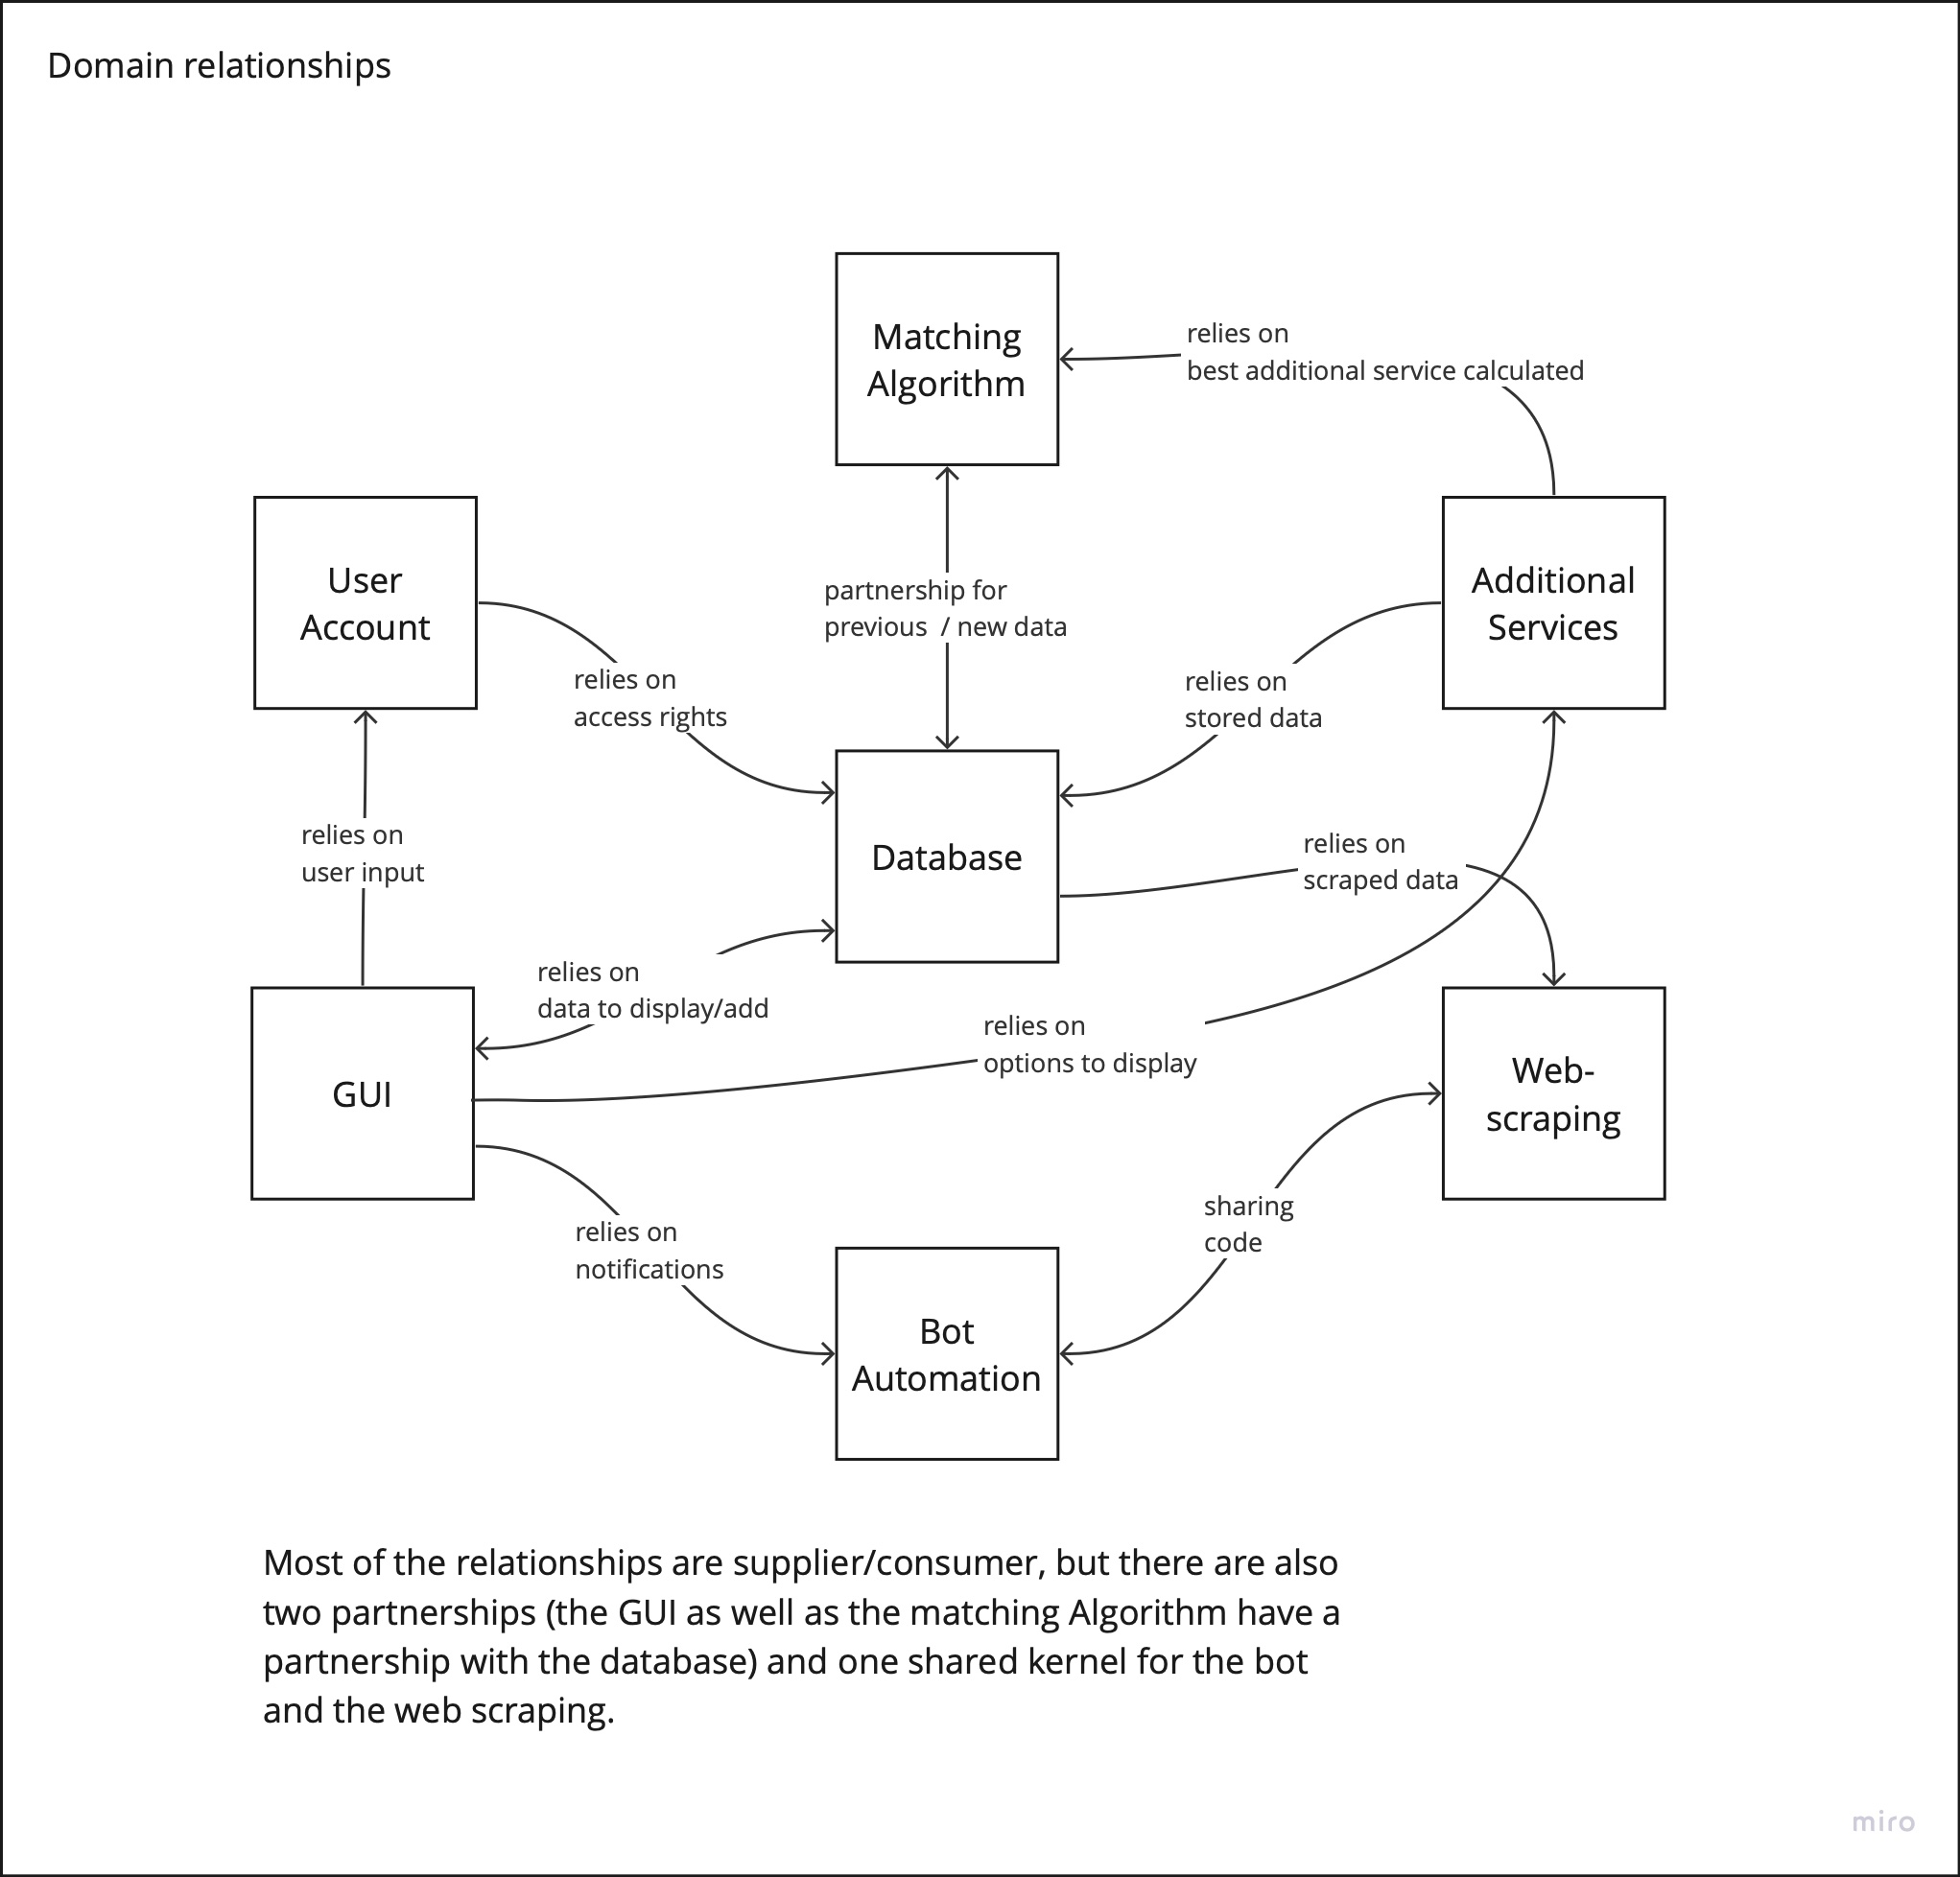 Domain relationships
Matching
Algorithm
relies on
best additional service calculated
User
Account
Additional
Services
partnership for
previous  / new data
relies on
access rights
relies on
stored data
relies on
user input
Database
relies on
scraped data
relies on
data to display/add
relies on
options to display
GUI
Web-
scraping
relies on
notifications
sharing
code
Bot
Automation
Most of the relationships are supplier/consumer, but there are also
two partnerships (the GUI as well as the matching Algorithm have a
partnership with the database) and one shared kernel for the bot
and the web scraping.
miro